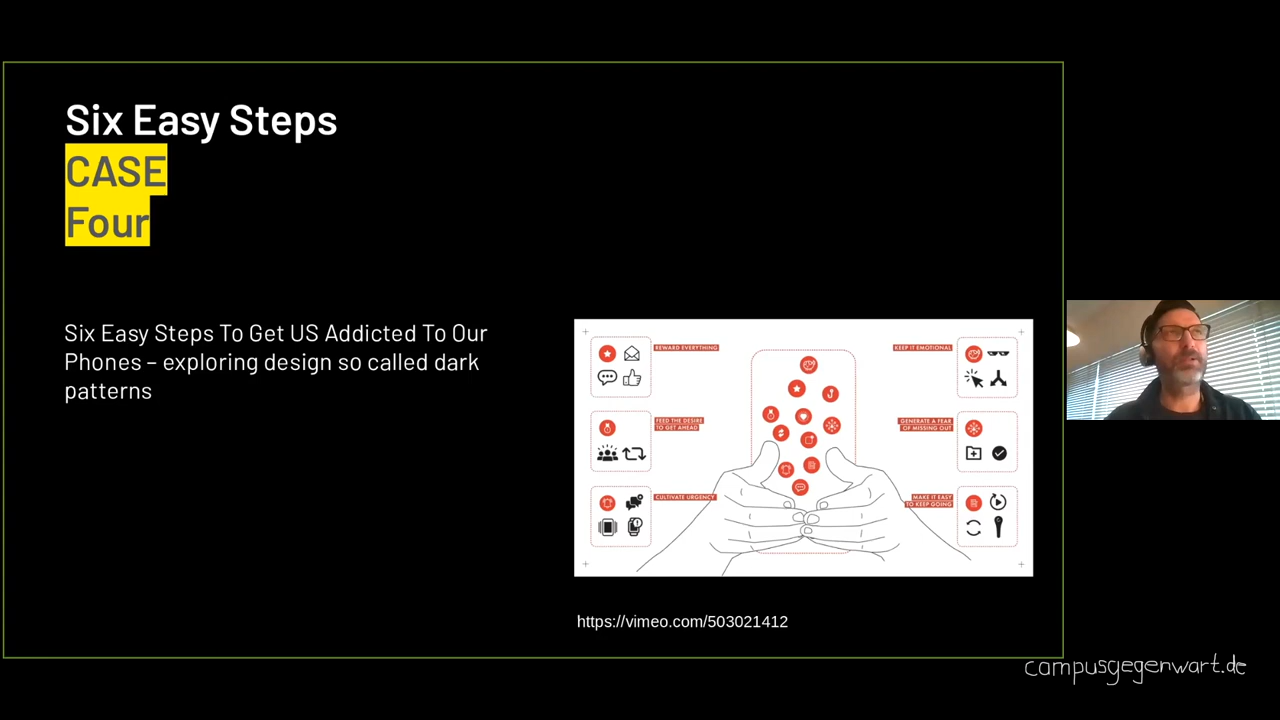 Six Easy Steps
CASE
Four
Six Easy Steps To Get US Addicted To Our
Phones – exploring design so called dark
patterns
REWARD EVERYTHING
FEED THE DESIRE
TO GET AHEAD
CULTIVATE URGENCY
KEEP IT EMOTIONAL
GENERATE A FEAR
OF MISSING OUT
MAKE IT EASY
TO KEEP GOING
https://vimeo.com/503021412
campusgegenwart.de